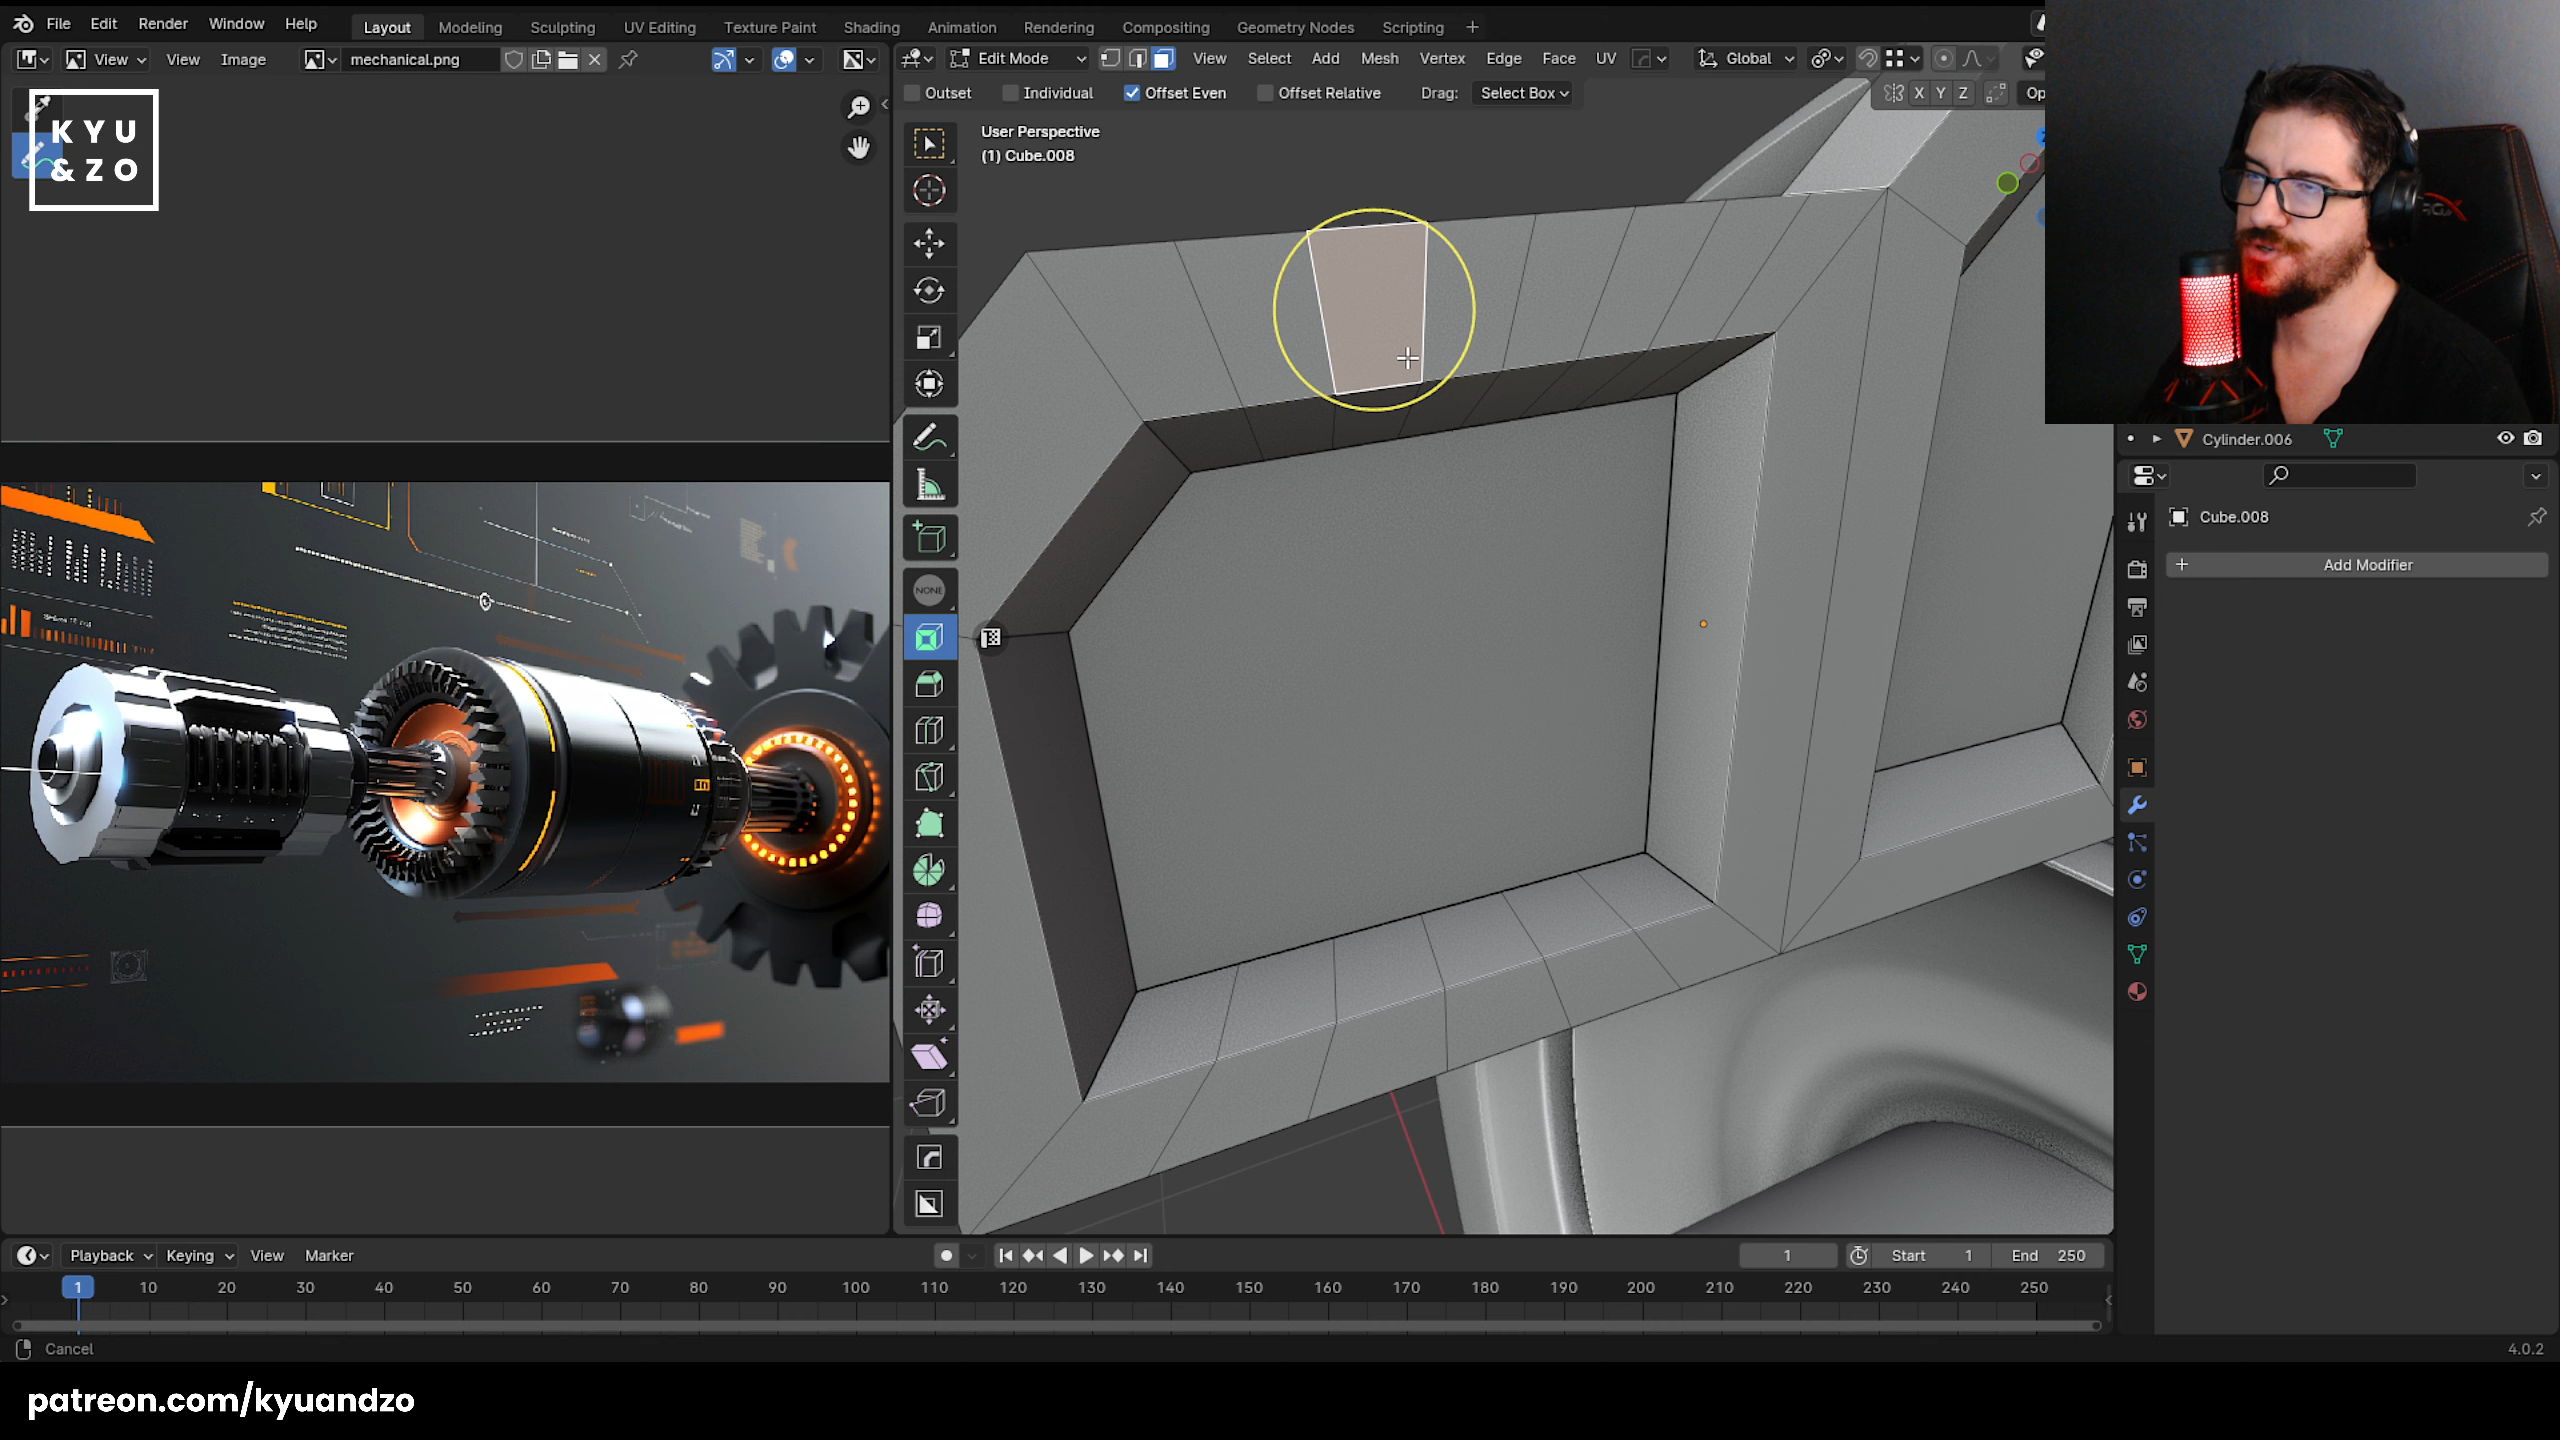 File Edit Render Window Help Layout Modeling Sculpting UV Editing Texture Paint Shading Animation Rendering Compositing Geometry Nodes Scripting +
View View Image mechanical.png Edit Mode View Select Add Mesh Vertex Edge Face UV Global
Outset Individual Offset Even Offset Relative Drag: Select Box X Y Z Op
KYU
&ZO
User Perspective
(1) Cube.008
NONE
Cylinder.006
Cube.008
+ Add Modifier
Playback Keying View Marker 1 Start 1 End 250
1 10 20 30 40 50 60 70 80 90 100 110 120 130 140 150 160 170 180 190 200 210 220 230 240 250
Cancel 4.0.2
patreon.com/kyuandzo